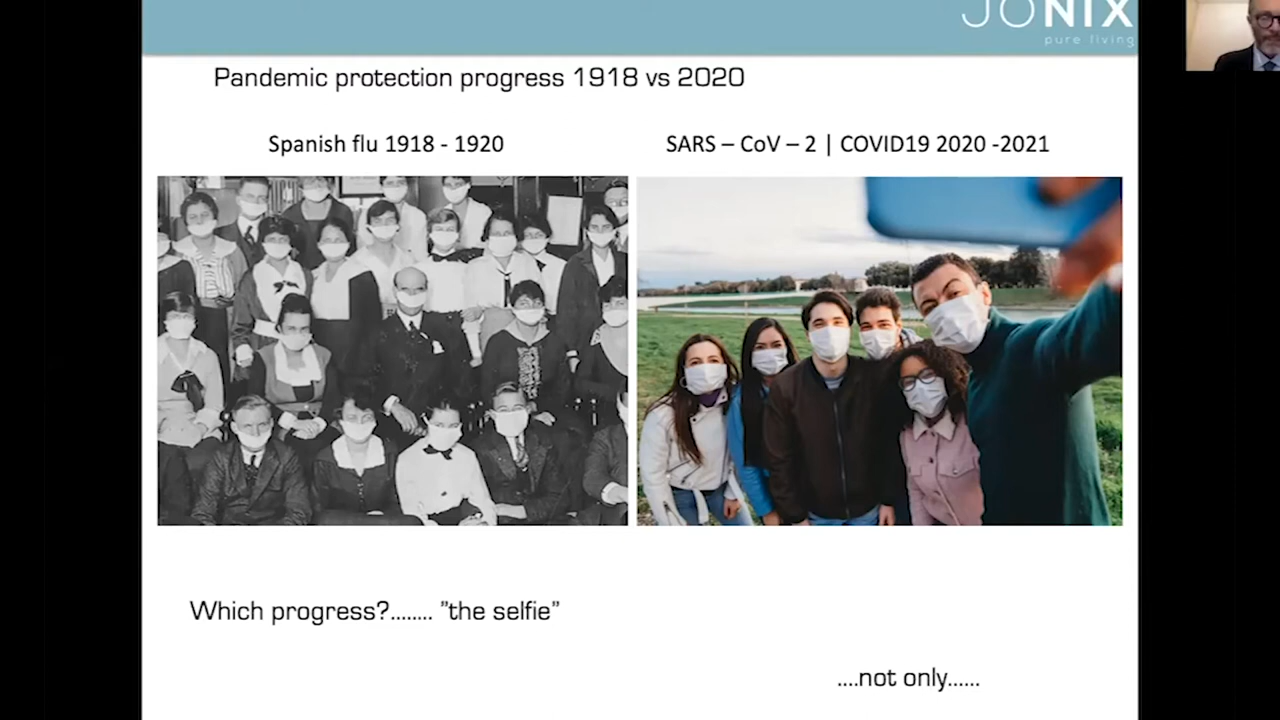 JONIX
pure living
Pandemic protection progress 1918 vs 2020
Spanish flu 1918 - 1920
SARS – CoV – 2 | COVID19 2020 -2021
Which progress?........ ”the selfie”
....not only......